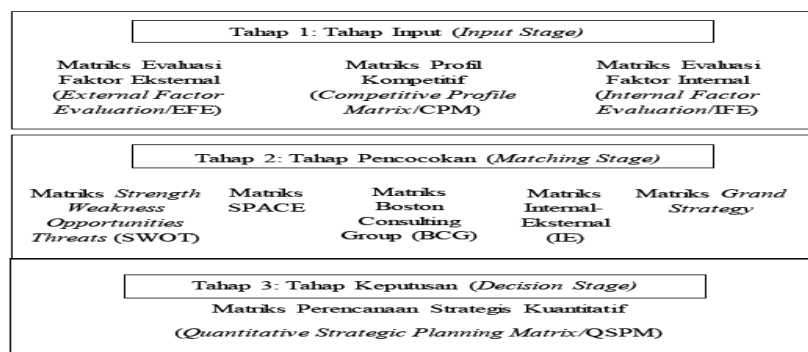 Tahap 1: Tahap Input (Input Stage)
Matriks Evaluasi
Faktor Eksternal
(External Factor
Evaluation/EFE)
Matriks Profil
Kompetitif
(Competitive Profile
Matrix/CPM)
Matriks Evaluasi
Faktor Internal
(Internal Factor
Evaluation/IFE)
Tahap 2: Tahap Pencocokan (Matching Stage)
Matriks Strength
Weakness
Opportunities
Threats (SWOT)
Matriks
SPACE
Matriks
Boston
Consulting
Group (BCG)
Matriks
Internal-
Eksternal
(IE)
Matriks Grand
Strategy
Tahap 3: Tahap Keputusan (Decision Stage)
Matriks Perencanaan Strategis Kuantitatif
(Quantitative Strategic Planning Matrix/QSPM)